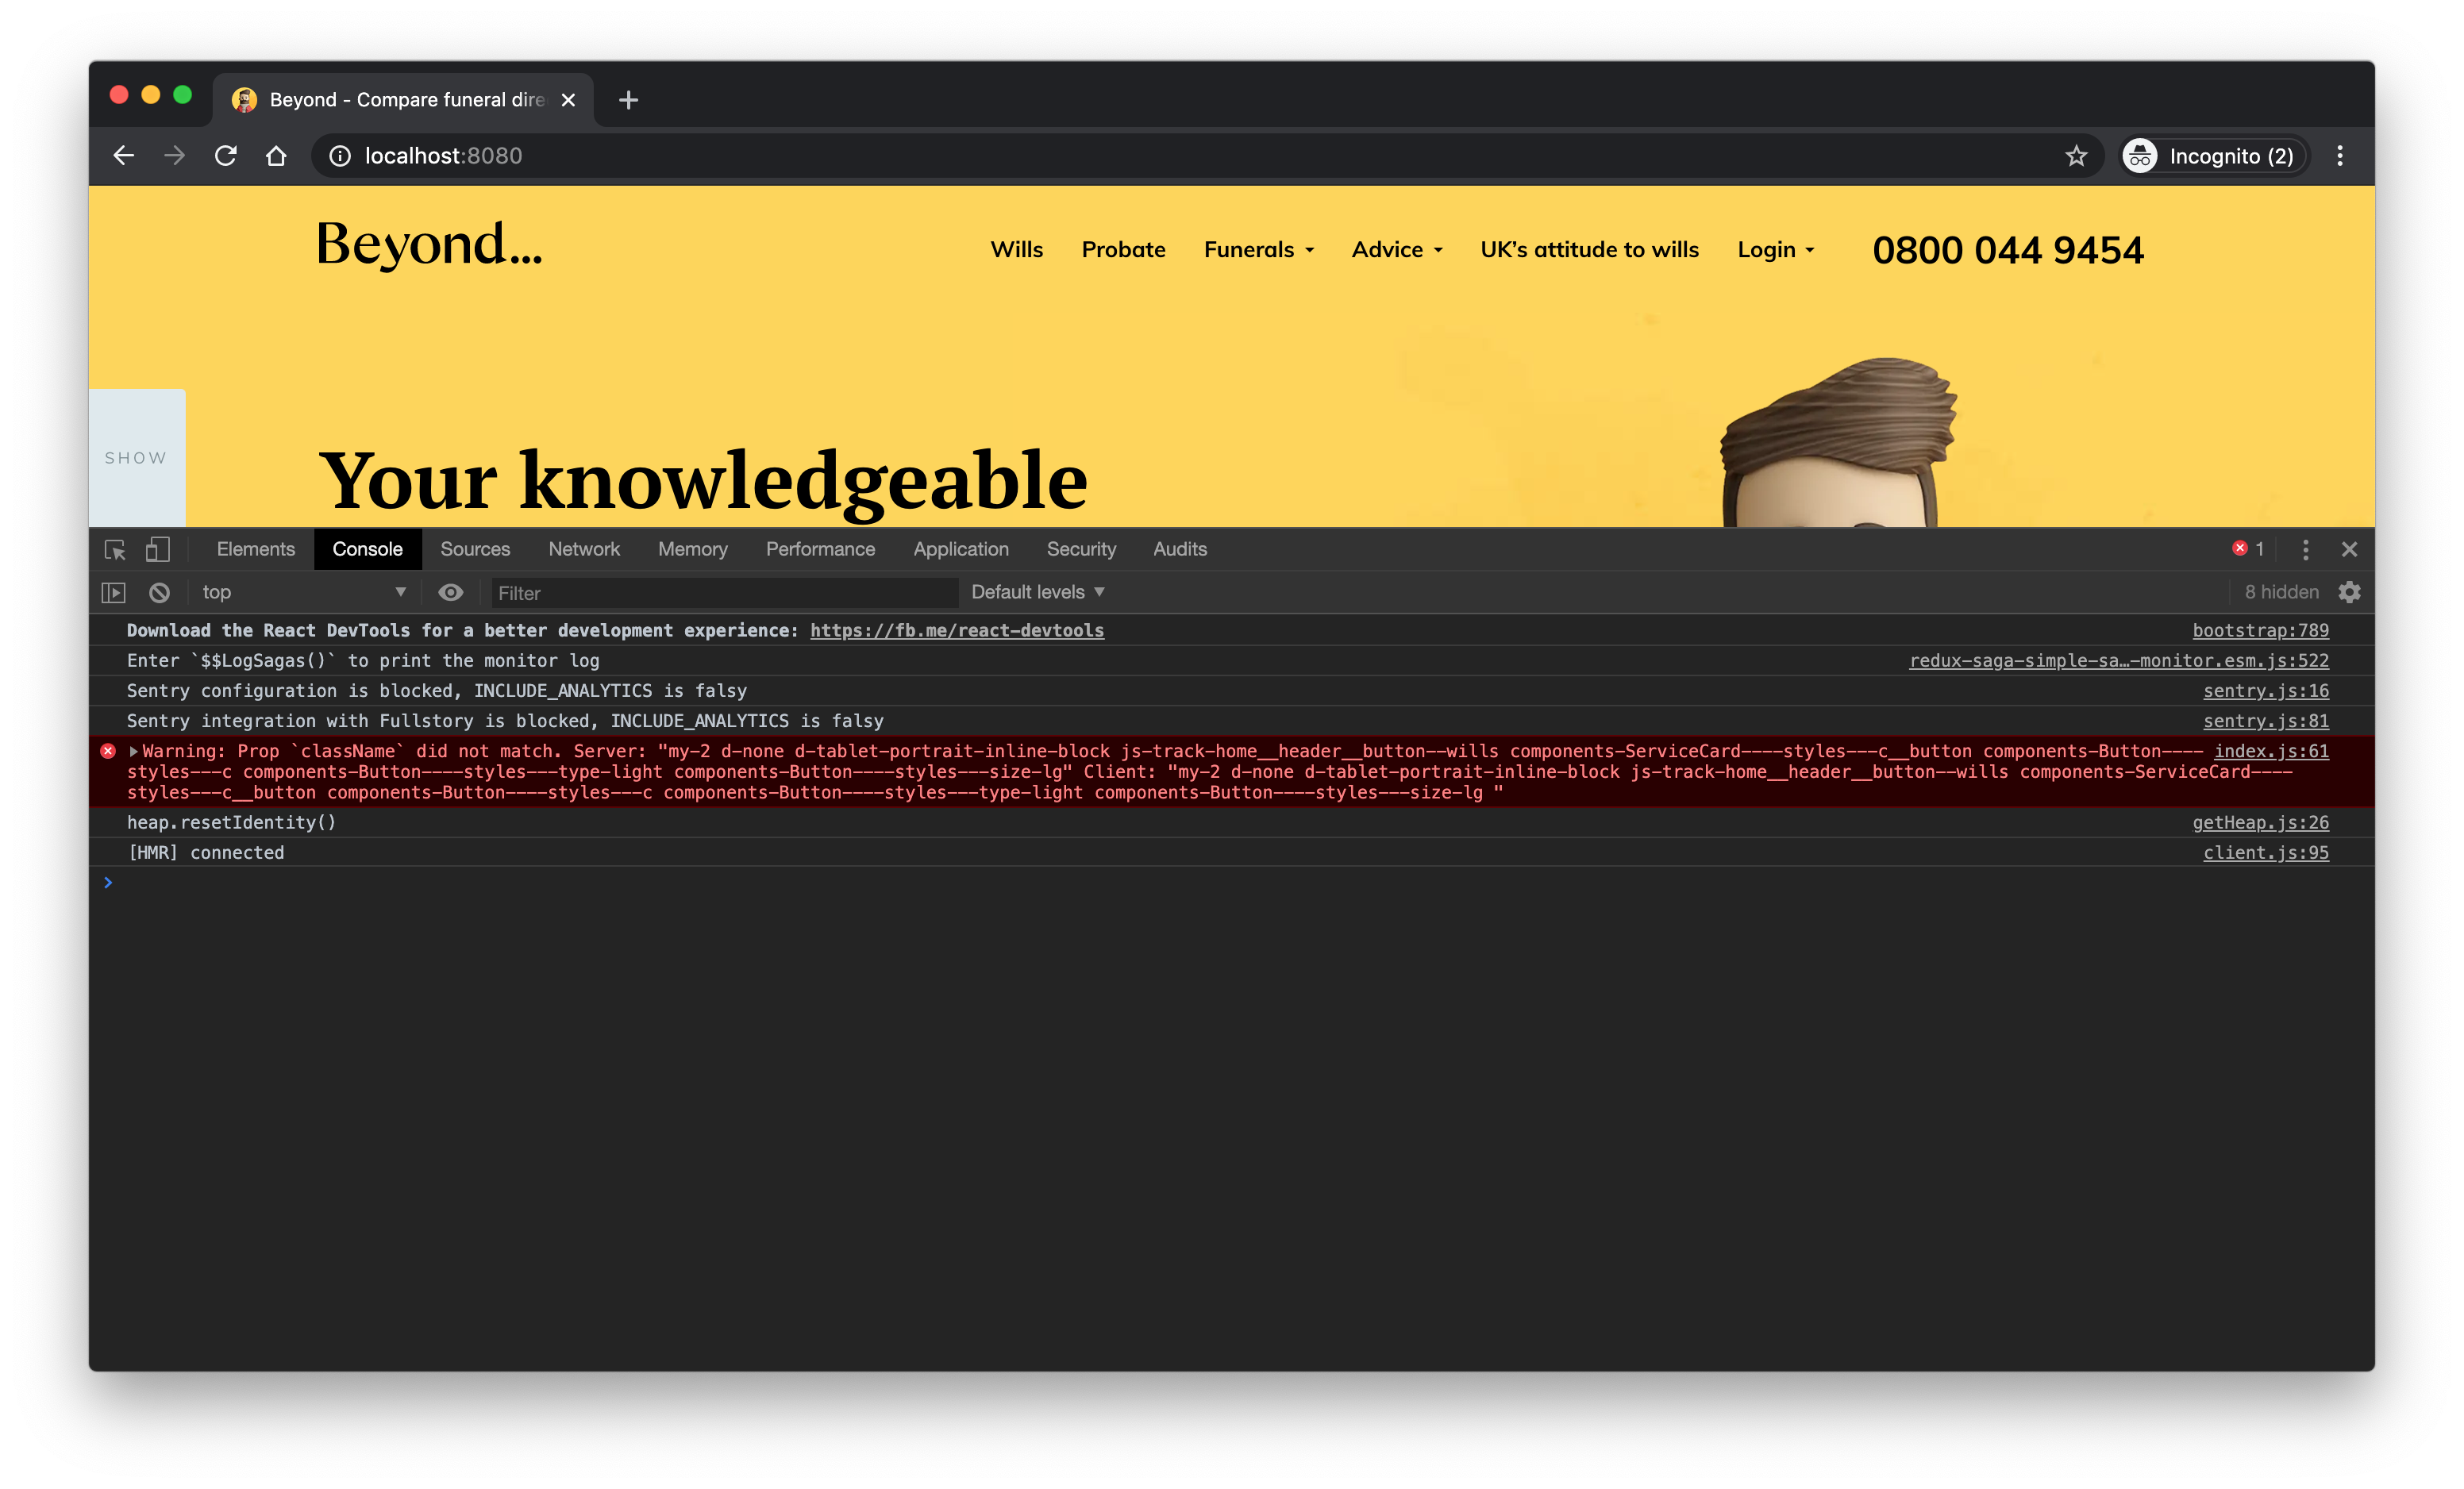 Beyond - Compare funeral dire
localhost:8080
Incognito (2)
Beyond...
Wills Probate Funerals Advice UK’s attitude to wills Login 0800 044 9454
SHOW
Your knowledgeable
Elements Console Sources Network Memory Performance Application Security Audits 1
top Filter Default levels 8 hidden
Download the React DevTools for a better development experience: https://fb.me/react-devtools bootstrap:789
Enter `$$LogSagas()` to print the monitor log redux-saga-simple-sa…-monitor.esm.js:522
Sentry configuration is blocked, INCLUDE_ANALYTICS is falsy sentry.js:16
Sentry integration with Fullstory is blocked, INCLUDE_ANALYTICS is falsy sentry.js:81
Warning: Prop `className` did not match. Server: "my-2 d-none d-tablet-portrait-inline-block js-track-home__header__button--wills components-ServiceCard----styles---c__button components-Button---- index.js:61
styles---c components-Button----styles---type-light components-Button----styles---size-lg" Client: "my-2 d-none d-tablet-portrait-inline-block js-track-home__header__button--wills components-ServiceCard----
styles---c__button components-Button----styles---c components-Button----styles---type-light components-Button----styles---size-lg "
heap.resetIdentity() getHeap.js:26
[HMR] connected client.js:95